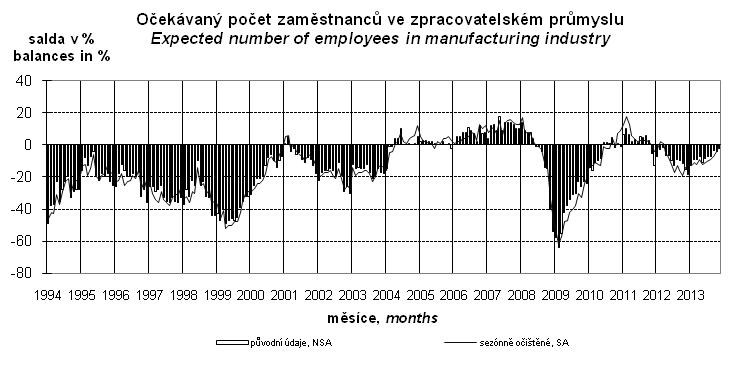 Očekávaný počet zaměstnanců ve zpracovatelském průmyslu
Expected number of employees in manufacturing industry
salda v %
balances in %
40
20
0
-20
-40
-60
-80
1994 1995 1996 1997 1998 1999 2000 2001 2002 2003 2004 2005 2006 2007 2008 2009 2010 2011 2012 2013
měsíce, months
původní údaje, NSA sezónně očištěné, SA